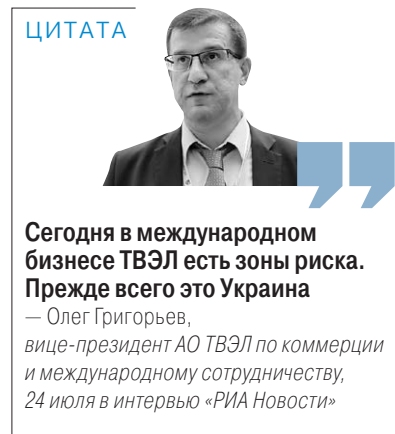 ЦИТАТА
Сегодня в международном
бизнесе ТВЭЛ есть зоны риска.
Прежде всего это Украина
— Олег Григорьев,
вице-президент АО ТВЭЛ по коммерции
и международному сотрудничеству,
24 июля в интервью «РИА Новости»